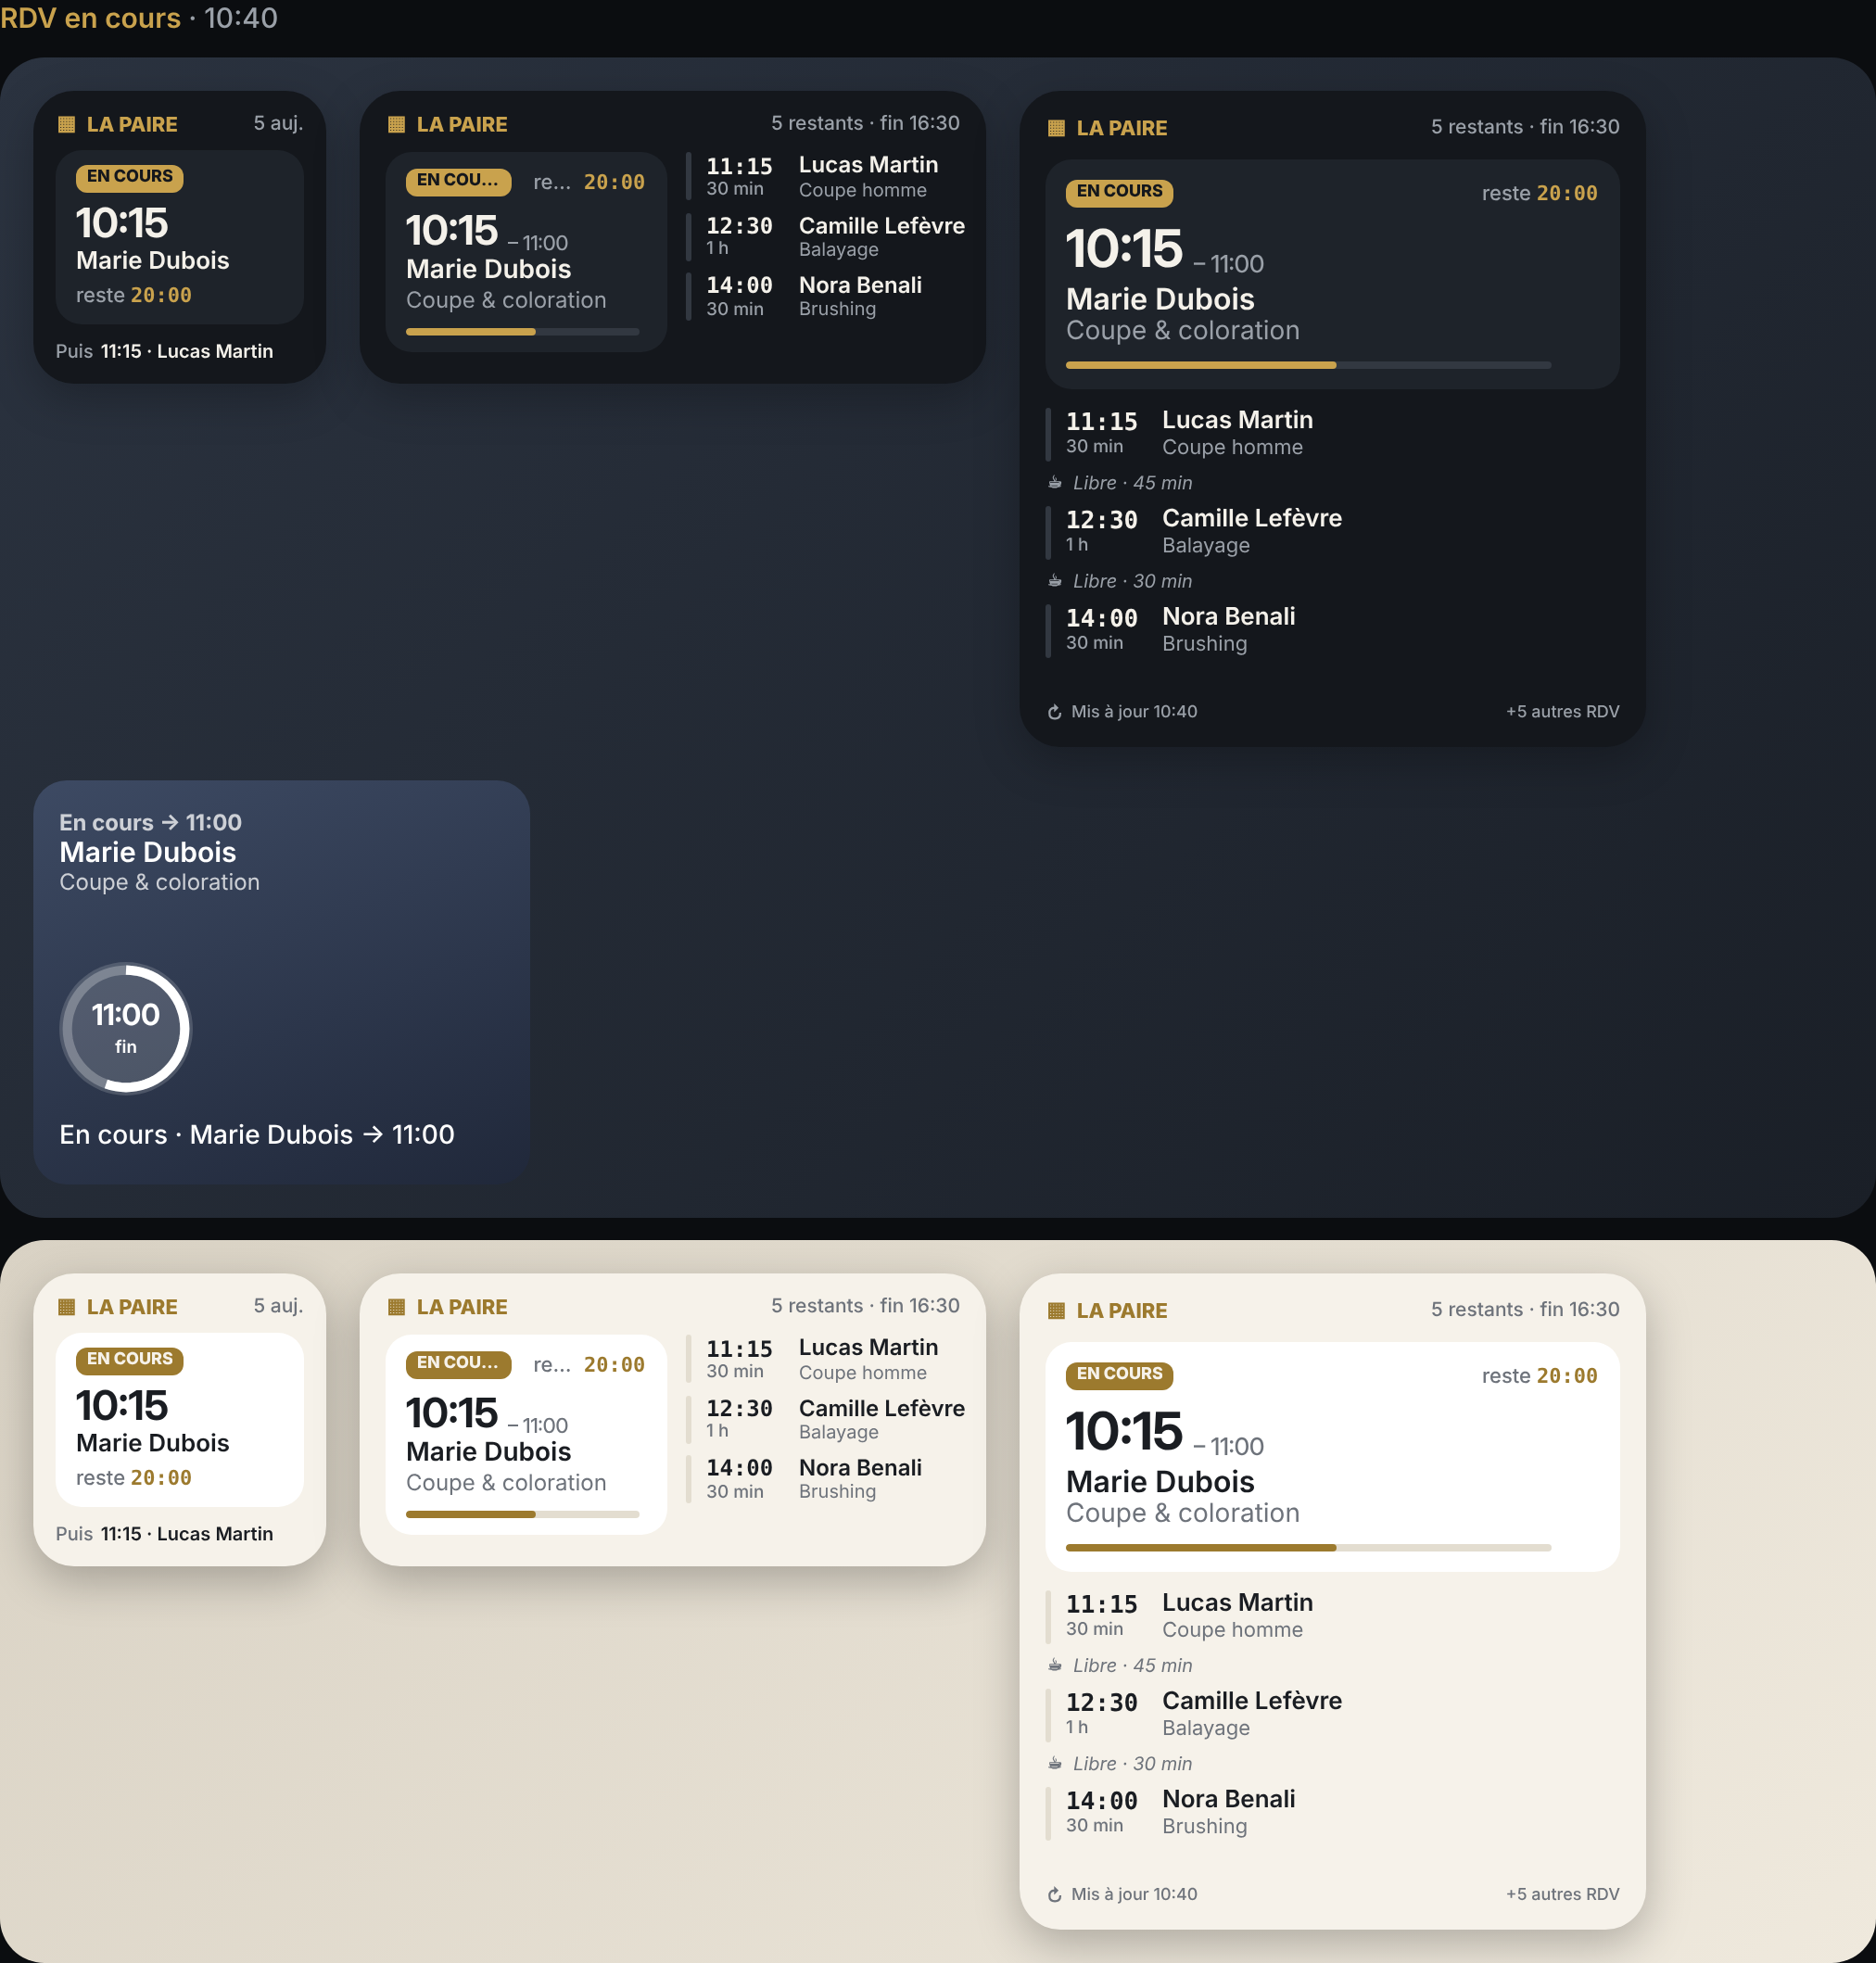 RDV en cours · 10:40
LA PAIRE 5 auj.
EN COURS
10:15
Marie Dubois
reste 20:00
Puis 11:15 · Lucas Martin
LA PAIRE 5 restants · fin 16:30
EN COU... re... 20:00
10:15 – 11:00
Marie Dubois
Coupe & coloration
11:15 Lucas Martin
30 min Coupe homme
12:30 Camille Lefèvre
1 h Balayage
14:00 Nora Benali
30 min Brushing
LA PAIRE 5 restants · fin 16:30
EN COURS reste 20:00
10:15 – 11:00
Marie Dubois
Coupe & coloration
11:15 Lucas Martin
30 min Coupe homme
Libre · 45 min
12:30 Camille Lefèvre
1 h Balayage
Libre · 30 min
14:00 Nora Benali
30 min Brushing
Mis à jour 10:40 +5 autres RDV
En cours → 11:00
Marie Dubois
Coupe & coloration
11:00
fin
En cours · Marie Dubois → 11:00
LA PAIRE 5 auj.
EN COURS
10:15
Marie Dubois
reste 20:00
Puis 11:15 · Lucas Martin
LA PAIRE 5 restants · fin 16:30
EN COU... re... 20:00
10:15 – 11:00
Marie Dubois
Coupe & coloration
11:15 Lucas Martin
30 min Coupe homme
12:30 Camille Lefèvre
1 h Balayage
14:00 Nora Benali
30 min Brushing
LA PAIRE 5 restants · fin 16:30
EN COURS reste 20:00
10:15 – 11:00
Marie Dubois
Coupe & coloration
11:15 Lucas Martin
30 min Coupe homme
Libre · 45 min
12:30 Camille Lefèvre
1 h Balayage
Libre · 30 min
14:00 Nora Benali
30 min Brushing
Mis à jour 10:40 +5 autres RDV